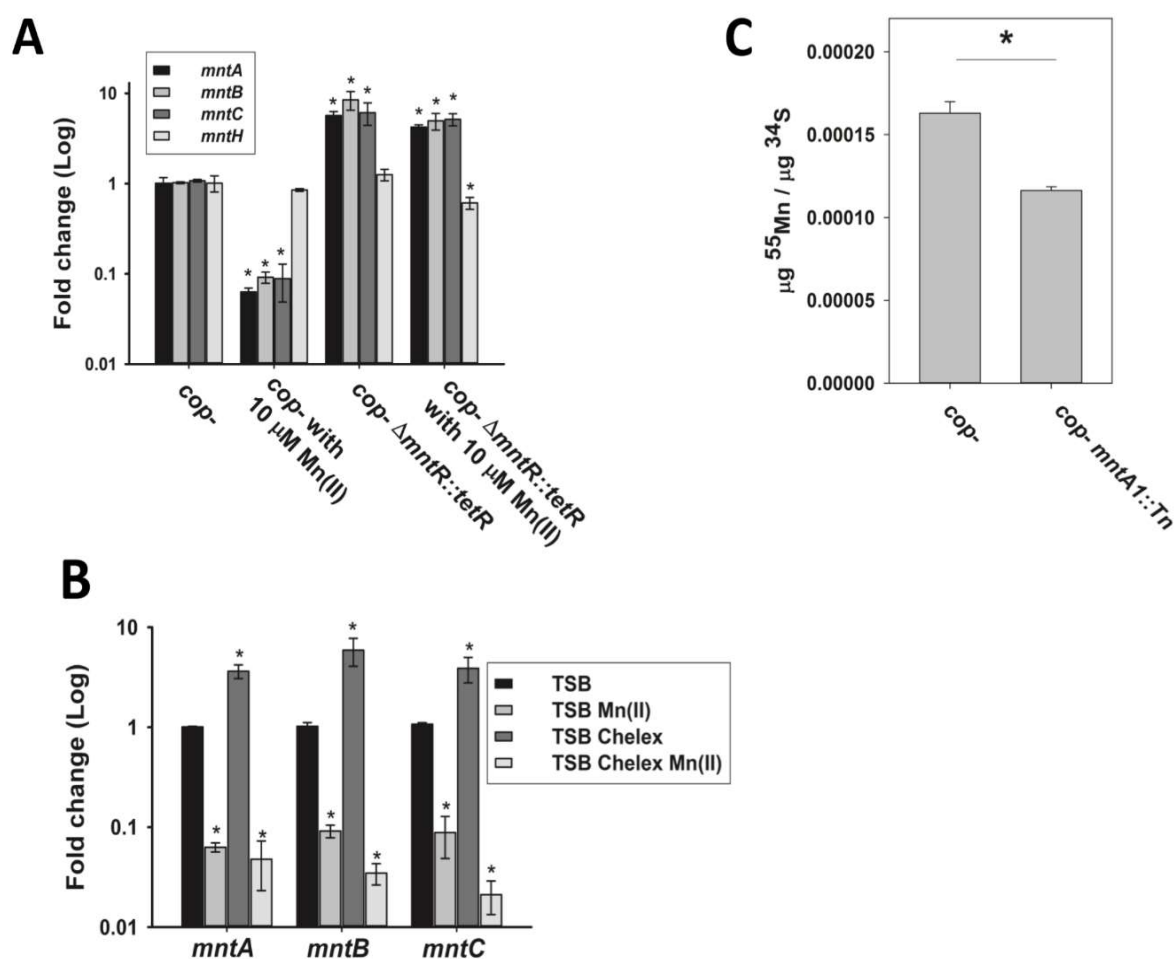 A
mntA
mntB
mntC
mntH
Fold change (Log)
10
1
0.1
0.01
* * *
* * *
* * * *
cop-
cop- with
10 μM Mn(II)
cop- ΔmntR::tetR
cop- ΔmntR::tetR
with 10 μM Mn(II)
C
μg 55Mn / μg 34S
0.00020
0.00015
0.00010
0.00005
0.00000
*
cop-
cop- mntA1::Tn
B
Fold change (Log)
10
1
0.1
0.01
* * *
* * *
* * *
mntA
mntB
mntC
TSB
TSB Mn(II)
TSB Chelex
TSB Chelex Mn(II)